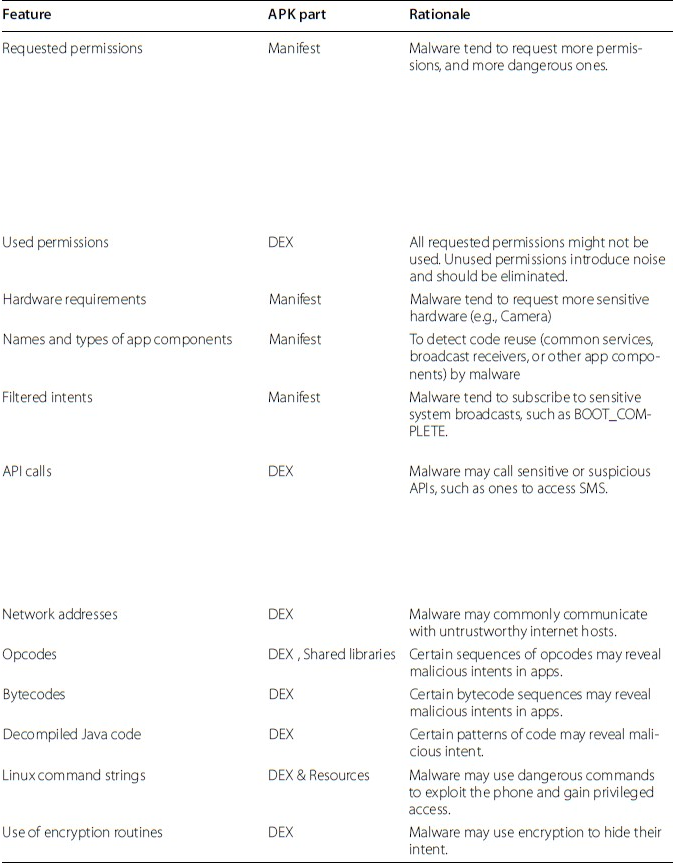 Feature APK part Rationale
Requested permissions Manifest Malware tend to request more permis-
sions, and more dangerous ones.
Used permissions DEX All requested permissions might not be
used. Unused permissions introduce noise
and should be eliminated.
Hardware requirements Manifest Malware tend to request more sensitive
hardware (e.g., Camera)
Names and types of app components Manifest To detect code reuse (common services,
broadcast receivers, or other app compo-
nents) by malware
Filtered intents Manifest Malware tend to subscribe to sensitive
system broadcasts, such as BOOT_COM-
PLETE.
API calls DEX Malware may call sensitive or suspicious
APIs, such as ones to access SMS.
Network addresses DEX Malware may commonly communicate
with untrustworthy internet hosts.
Opcodes DEX , Shared libraries Certain sequences of opcodes may reveal
malicious intents in apps.
Bytecodes DEX Certain bytecode sequences may reveal
malicious intents in apps.
Decompiled Java code DEX Certain patterns of code may reveal mali-
cious intent.
Linux command strings DEX & Resources Malware may use dangerous commands
to exploit the phone and gain privileged
access.
Use of encryption routines DEX Malware may use encryption to hide their
intent.